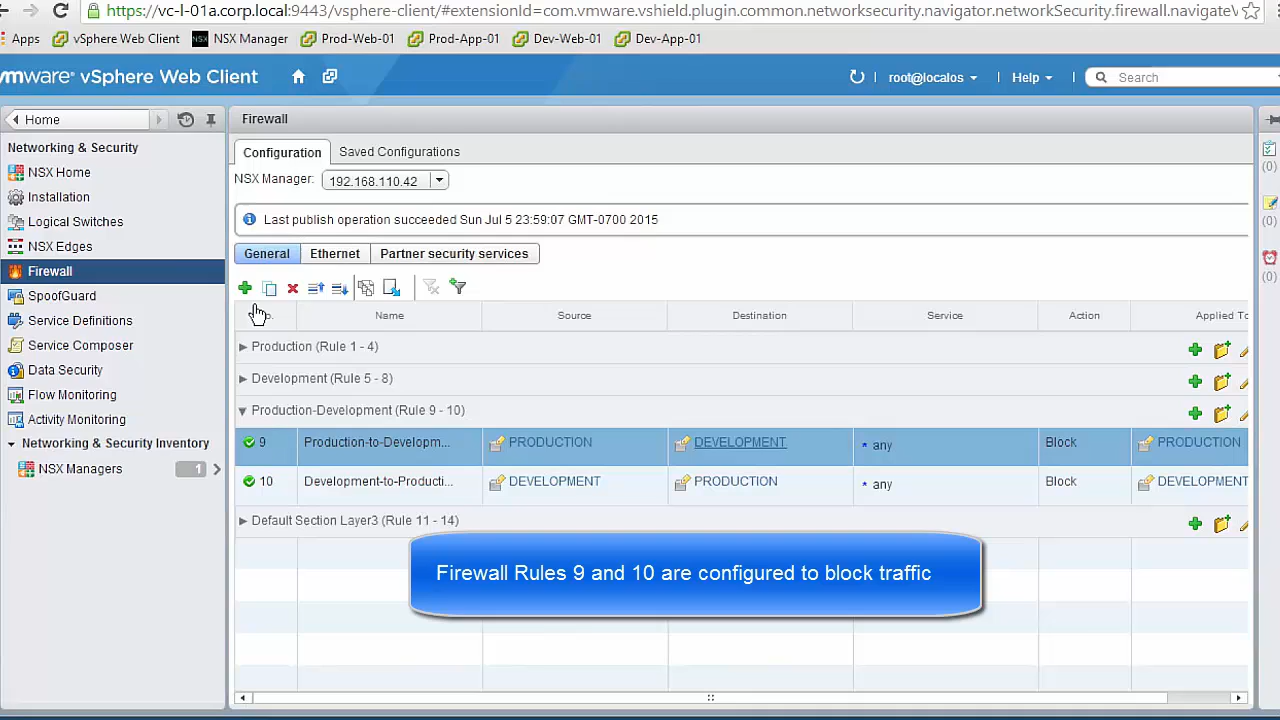 https://vc-l-01a.corp.local:9443/vsphere-client/#extensionId=com.vmware.vshield.plugin.common.networksecurity.navigator.networkSecurity.firewall.navigate
Apps vSphere Web Client NSX NSX Manager Prod-Web-01 Prod-App-01 Dev-Web-01 Dev-App-01
mware® vSphere Web Client root@localos Help Search
Home
Firewall
Networking & Security
Configuration Saved Configurations
NSX Home
NSX Manager: 192.168.110.42
Installation
Logical Switches
Last publish operation succeeded Sun Jul 5 23:59:07 GMT-0700 2015
NSX Edges
General Ethernet Partner security services
Firewall
SpoofGuard
Service Definitions
Service Composer
Data Security
Flow Monitoring
Activity Monitoring
Networking & Security Inventory
NSX Managers 1
Name Source Destination Service Action Applied To
Production (Rule 1 - 4)
Development (Rule 5 - 8)
Production-Development (Rule 9 - 10)
9 Production-to-Developm... PRODUCTION DEVELOPMENT * any Block PRODUCTION
10 Development-to-Producti... DEVELOPMENT PRODUCTION * any Block DEVELOPMENT
Default Section Layer3 (Rule 11 - 14)
Firewall Rules 9 and 10 are configured to block traffic
(0)
(0)
(0)